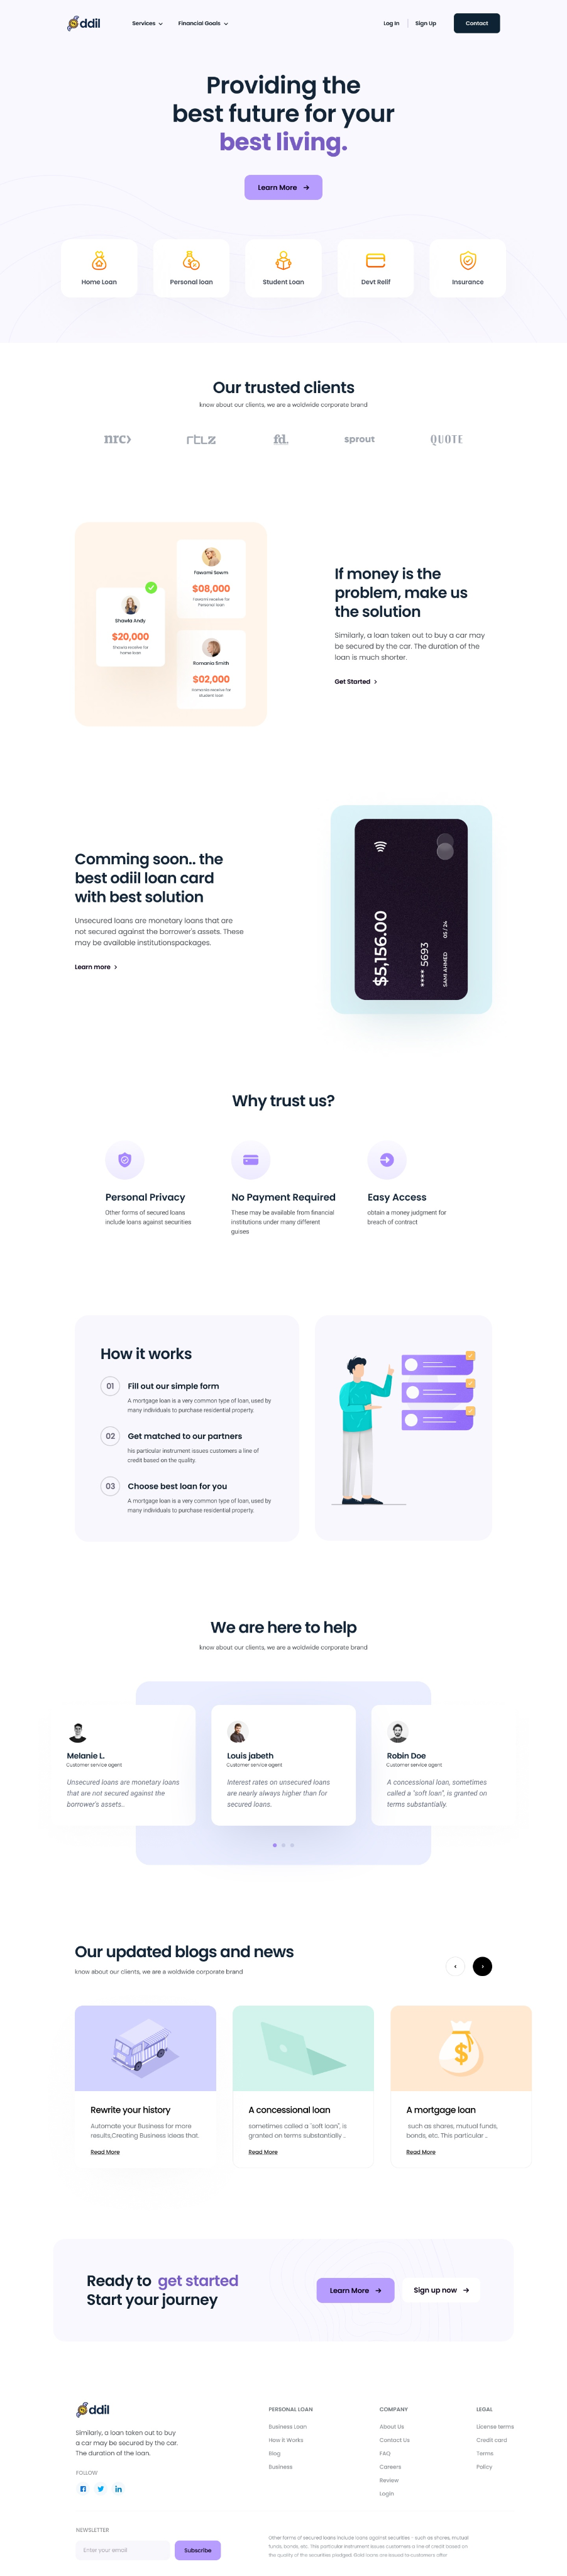 ddil
Services
Financial Goals
Log In
Sign Up
Contact
Providing the
best future for your
best living.
Learn More
Home Loan
Personal loan
Student Loan
Devt Relif
Insurance
Our trusted clients
know about our clients, we are a woldwide corporate brand
nrc
rtlz
fd.
sprout
QUOTE
Fawomi Sowm
$08,000
Fawomi receive for
Personal loan
Shawla Andy
$20,000
home loan
Romania Smith
$02,000
student loan
If money is the
problem, make us
the solution
Similarly, a loan taken out to buy a car may
be secured by the car. The duration of the
loan is much shorter.
Get Started
Comming soon.. the
best odiil loan card
with best solution
Unsecured loans are monetary loans that are
not secured against the borrower's assets. These
may be available institutionspackages.
Learn more
$5,156.00
**** 5693
SAMI AHMED
05 / 24
Why trust us?
Personal Privacy
Other forms of secured loans
include loans against securities
No Payment Required
These may be available from financial
institutions under many different
guises
Easy Access
obtain a money judgment for
breach of contract
How it works
01
Fill out our simple form
A mortgage loan is a very common type of loan, used by
many individuals to purchase residential property.
02
Get matched to our partners
his particular instrument issues customers a line of
credit based on the quality.
03
Choose best loan for you
A mortgage loan is a very common type of loan, used by
many individuals to purchase residential property.
We are here to help
know about our clients, we are a woldwide corporate brand
Melanie L.
Customer service agent
Unsecured loans are monetary loans
that are not secured against the
borrower's assets..
Louis jabeth
Customer service agent
Interest rates on unsecured loans
are nearly always higher than for
secured loans.
Robin Doe
Customer service agent
A concessional loan, sometimes
called a "soft loan", is granted on
terms substantially
Our updated blogs and news
know about our clients, we are a woldwide corporate brand
Rewrite your history
Automate your Business for more
results,Creating Business ideas that.
Read More
A concessional loan
sometimes called a "soft loan", is
granted on terms substantially ..
Read More
A mortgage loan
such as shares, mutual funds,
bonds, etc. This particular ..
Read More
Ready to get started
Start your journey
Learn More
Sign up now
ddil
Similarly, a loan taken out to buy
a car may be secured by the car.
The duration of the loan.
FOLLOW
PERSONAL LOAN
Business Loan
How It Works
Blog
Business
COMPANY
About Us
Contact Us
FAQ
Careers
Review
Login
LEGAL
License terms
Credit card
Terms
Policy
NEWSLETTER
Enter your email
Subscribe
Other forms of secured loans include loans against securities - such as shares, mutual
funds, bonds, etc. This particular instrument issues customers a line of credit based on
the quality of the securities pledged. Gold loans are issued to customers after